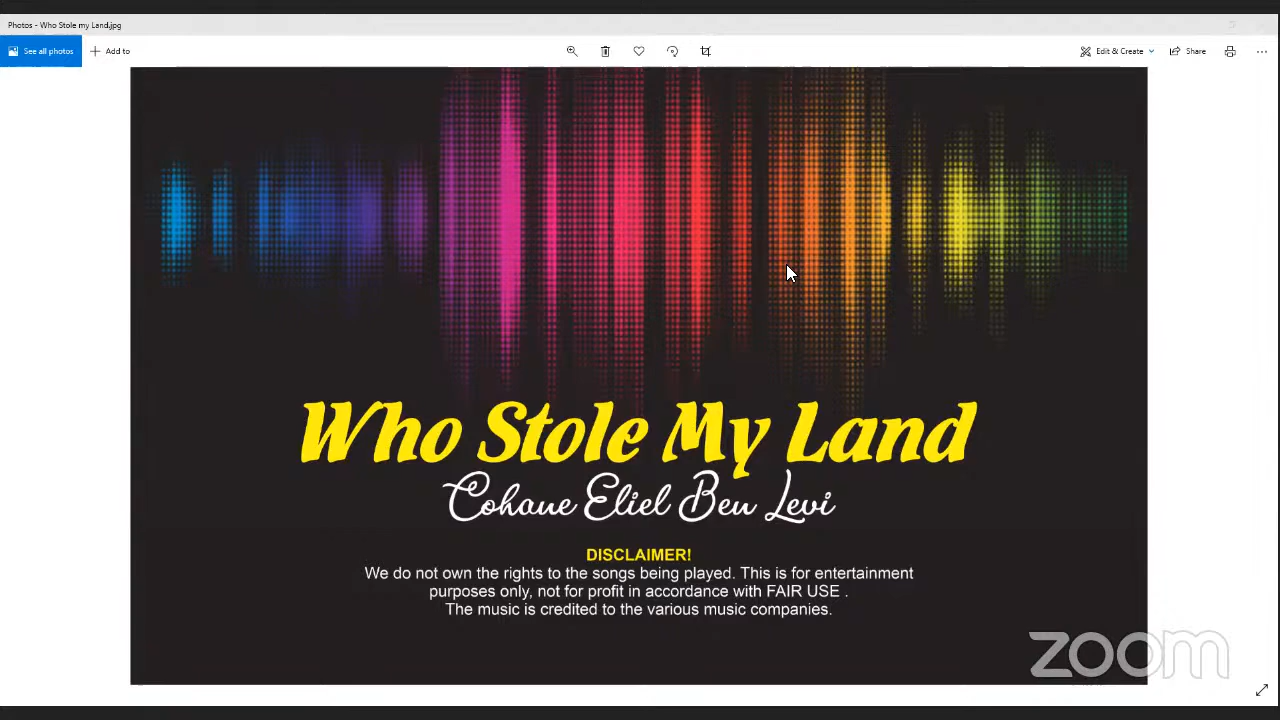 Photos - Who Stole my Land.jpg
See all photos
Add to
Edit & Create
Share
Who Stole My Land
Cohane Eliel Ben Levi
DISCLAIMER!
We do not own the rights to the songs being played. This is for entertainment
purposes only, not for profit in accordance with FAIR USE .
The music is credited to the various music companies.
zoom